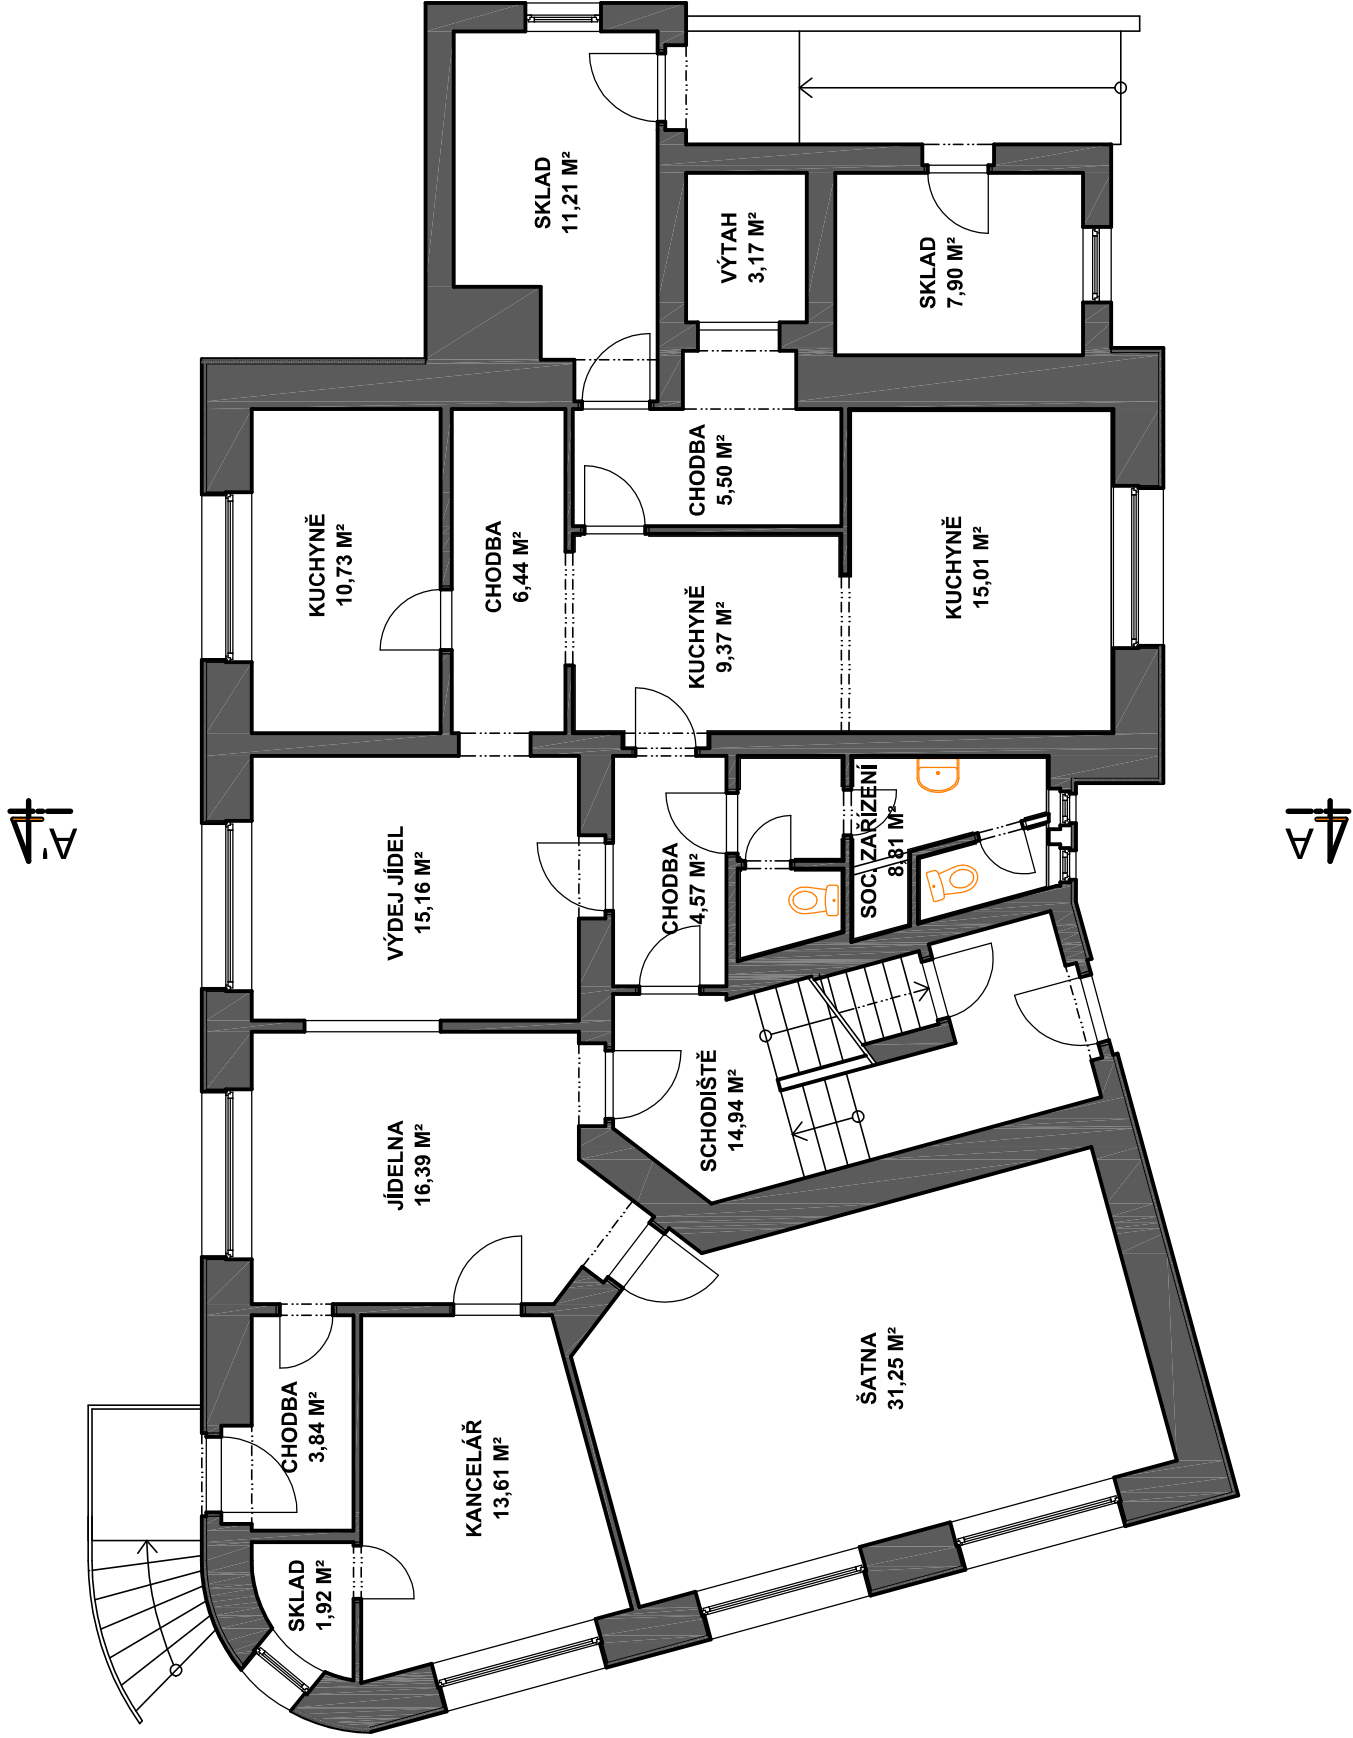 SKLAD
11,21 M²
VÝTAH
3,17 M²
SKLAD
7,90 M²
KUCHYNĚ
10,73 M²
CHODBA
6,44 M²
CHODBA
5,50 M²
KUCHYNĚ
9,37 M²
KUCHYNĚ
15,01 M²
VÝDEJ JÍDEL
15,16 M²
CHODBA
4,57 M²
SOC.ZAŘÍZENÍ
8,81 M²
A'
A
JÍDELNA
16,39 M²
SCHODIŠTĚ
14,94 M²
ŠATNA
31,25 M²
CHODBA
3,84 M²
KANCELÁŘ
13,61 M²
SKLAD
1,92 M²